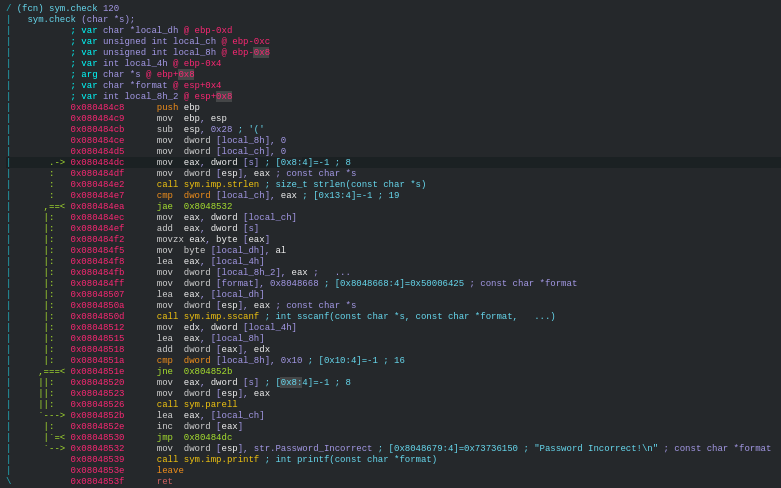 / (fcn) sym.check 120
|   sym.check (char *s);
|           ; var char *local_dh @ ebp-0xd
|           ; var unsigned int local_ch @ ebp-0xc
|           ; var unsigned int local_8h @ ebp-0x8
|           ; var int local_4h @ ebp-0x4
|           ; arg char *s @ ebp+0x8
|           ; var char *format @ esp+0x4
|           ; var int local_8h_2 @ esp+0x8
|           0x080484c8      push ebp
|           0x080484c9      mov  ebp, esp
|           0x080484cb      sub  esp, 0x28 ; '('
|           0x080484ce      mov  dword [local_8h], 0
|           0x080484d5      mov  dword [local_ch], 0
|       .-> 0x080484dc      mov  eax, dword [s] ; [0x8:4]=-1 ; 8
|       :   0x080484df      mov  dword [esp], eax ; const char *s
|       :   0x080484e2      call sym.imp.strlen ; size_t strlen(const char *s)
|       :   0x080484e7      cmp  dword [local_ch], eax ; [0x13:4]=-1 ; 19
|      ,==< 0x080484ea      jae  0x8048532
|      |:   0x080484ec      mov  eax, dword [local_ch]
|      |:   0x080484ef      add  eax, dword [s]
|      |:   0x080484f2      movzx eax, byte [eax]
|      |:   0x080484f5      mov  byte [local_dh], al
|      |:   0x080484f8      lea  eax, [local_4h]
|      |:   0x080484fb      mov  dword [local_8h_2], eax ;   ...
|      |:   0x080484ff      mov  dword [format], 0x8048668 ; [0x8048668:4]=0x50006425 ; const char *format
|      |:   0x08048507      lea  eax, [local_dh]
|      |:   0x0804850a      mov  dword [esp], eax ; const char *s
|      |:   0x0804850d      call sym.imp.sscanf ; int sscanf(const char *s, const char *format,   ...)
|      |:   0x08048512      mov  edx, dword [local_4h]
|      |:   0x08048515      lea  eax, [local_8h]
|      |:   0x08048518      add  dword [eax], edx
|      |:   0x0804851a      cmp  dword [local_8h], 0x10 ; [0x10:4]=-1 ; 16
|     ,===< 0x0804851e      jne  0x804852b
|     ||:   0x08048520      mov  eax, dword [s] ; [0x8:4]=-1 ; 8
|     ||:   0x08048523      mov  dword [esp], eax
|     ||:   0x08048526      call sym.parell
|     `---> 0x0804852b      lea  eax, [local_ch]
|      |:   0x0804852e      inc  dword [eax]
|      |`=< 0x08048530      jmp  0x80484dc
|      `--> 0x08048532      mov  dword [esp], str.Password_Incorrect ; [0x8048679:4]=0x73736150 ; "Password Incorrect!\n" ; const char *format
|           0x08048539      call sym.imp.printf ; int printf(const char *format)
|           0x0804853e      leave
\           0x0804853f      ret